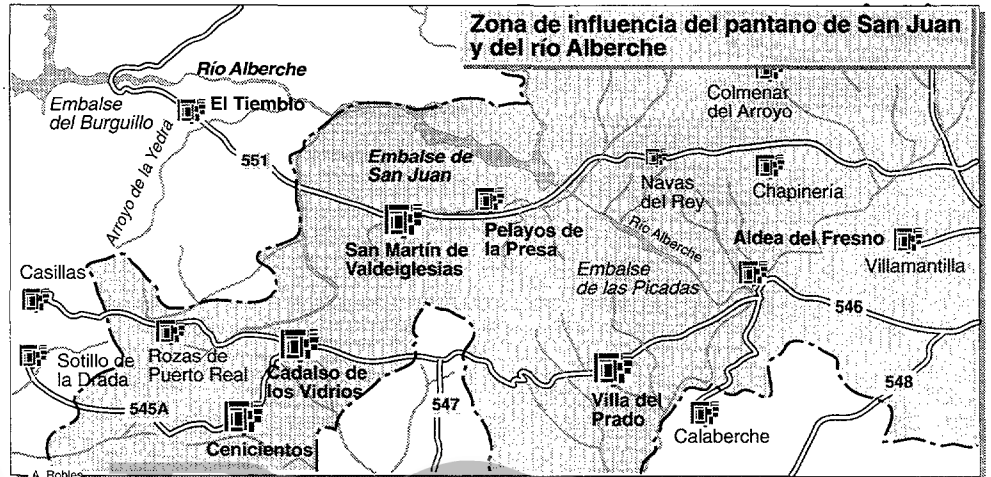 Zona de influencia del pantano de San Juan
y del río Alberche
Río Alberche
Embalse
del Burguillo
El Tiemblo
Colmenar
del Arroyo
Arroyo de la Yedra
551
Embalse de
San Juan
Navas
del Rey
Chapinería
San Martín de
Valdeiglesias
Pelayos de
la Presa
Río Alberche
Aldea del Fresno
Villamantilla
Casillas
Embalse
de las Picadas
546
Sotillo de
la Drada
Rozas de
Puerto Real
Cadalso de
los Vidrios
545A
547
Villa del
Prado
548
Calaberche
Cenicientos
A. Robles